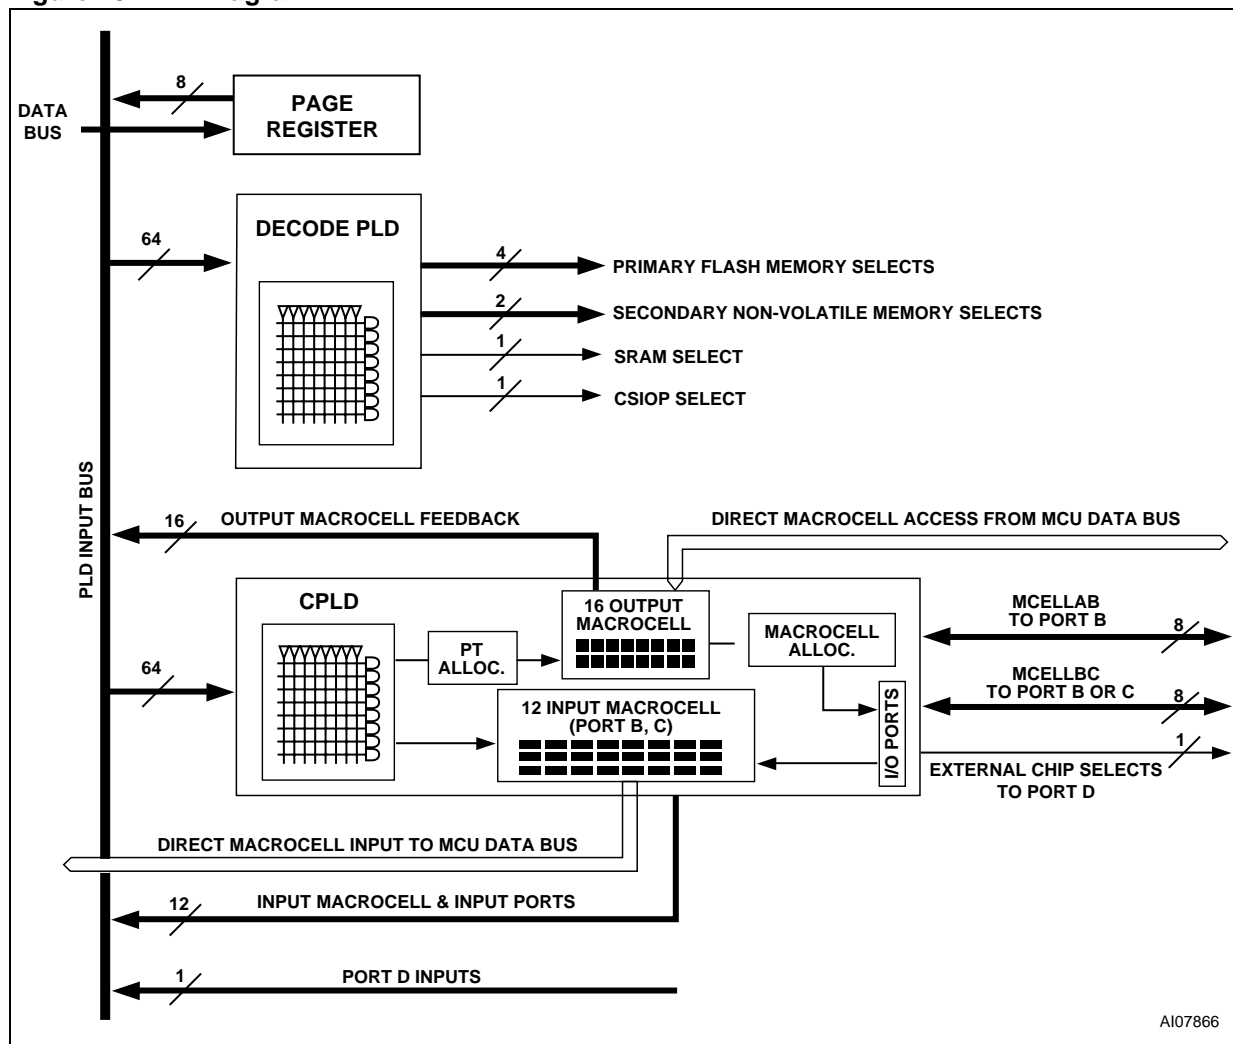 8
DATA
BUS
PAGE
REGISTER
DECODE PLD
64
4
PRIMARY FLASH MEMORY SELECTS
2
SECONDARY NON-VOLATILE MEMORY SELECTS
1
SRAM SELECT
1
CSIOP SELECT
PLD INPUT BUS
16
OUTPUT MACROCELL FEEDBACK
DIRECT MACROCELL ACCESS FROM MCU DATA BUS
CPLD
16 OUTPUT
MACROCELL
PT
ALLOC.
MACROCELL
ALLOC.
MCELLAB
TO PORT B
8
64
12 INPUT MACROCELL
(PORT B, C)
I/O PORTS
MCELLBC
TO PORT B OR C
8
1
EXTERNAL CHIP SELECTS
TO PORT D
DIRECT MACROCELL INPUT TO MCU DATA BUS
12
INPUT MACROCELL & INPUT PORTS
1
PORT D INPUTS
AI07866